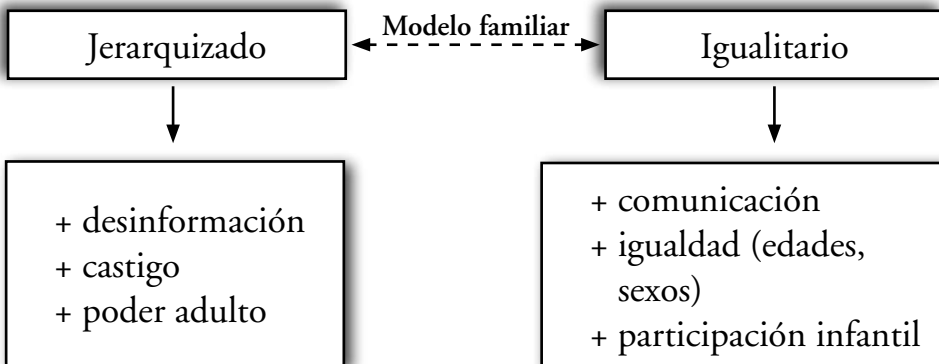 Jerarquizado
Modelo familiar
Igualitario
+ desinformación
+ castigo
+ poder adulto
+ comunicación
+ igualdad (edades,
sexos)
+ participación infantil